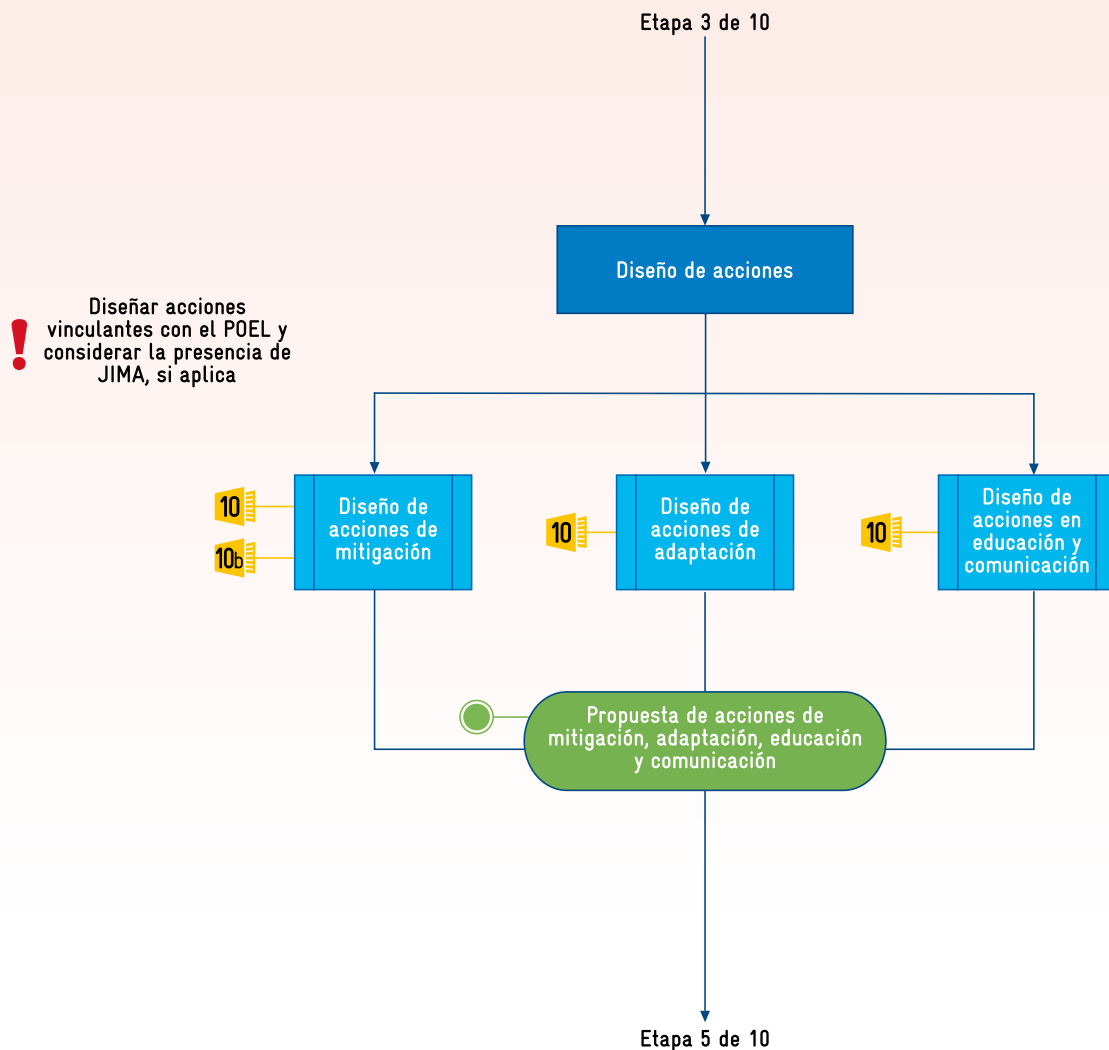 Etapa 3 de 10
Diseño de acciones
Diseñar acciones
vinculantes con el POEL y
considerar la presencia de
JIMA, si aplica
!
10
10b
Diseño de
acciones de
mitigación
10
Diseño de
acciones de
adaptación
10
Diseño de
acciones en
educación y
comunicación
Propuesta de acciones de
mitigación, adaptación, educación
y comunicación
Etapa 5 de 10